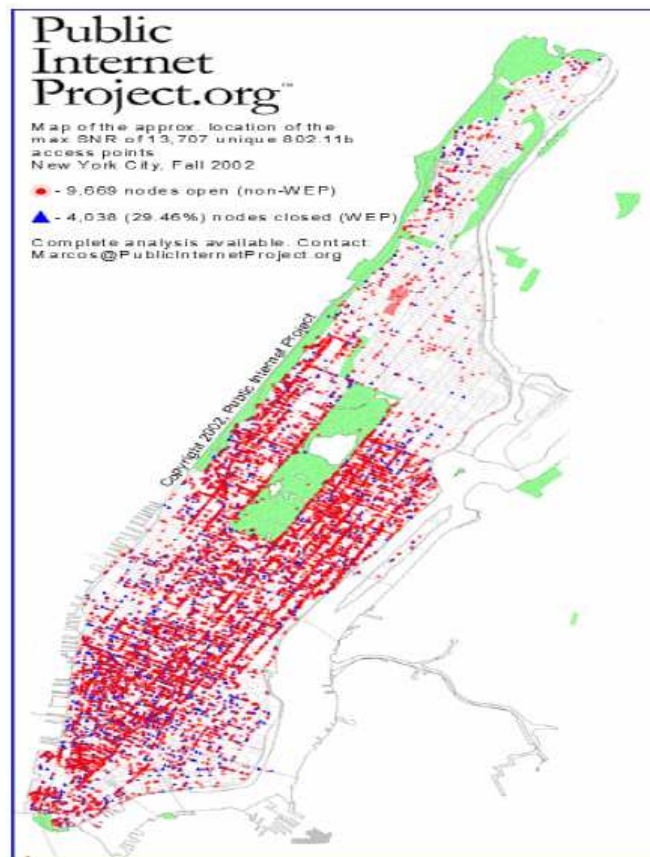 Public
Internet
Project.org™
Map of the approx. location of the
max SNR of 13,707 unique 802.11b
access points
New York City, Fall 2002
- 9,669 nodes open (non-WEP)
- 4,038 (29.46%) nodes closed (WEP)
Complete analysis available. Contact:
Marcos@PublicInternetProject.org
Copyright 2002, Public Internet Project